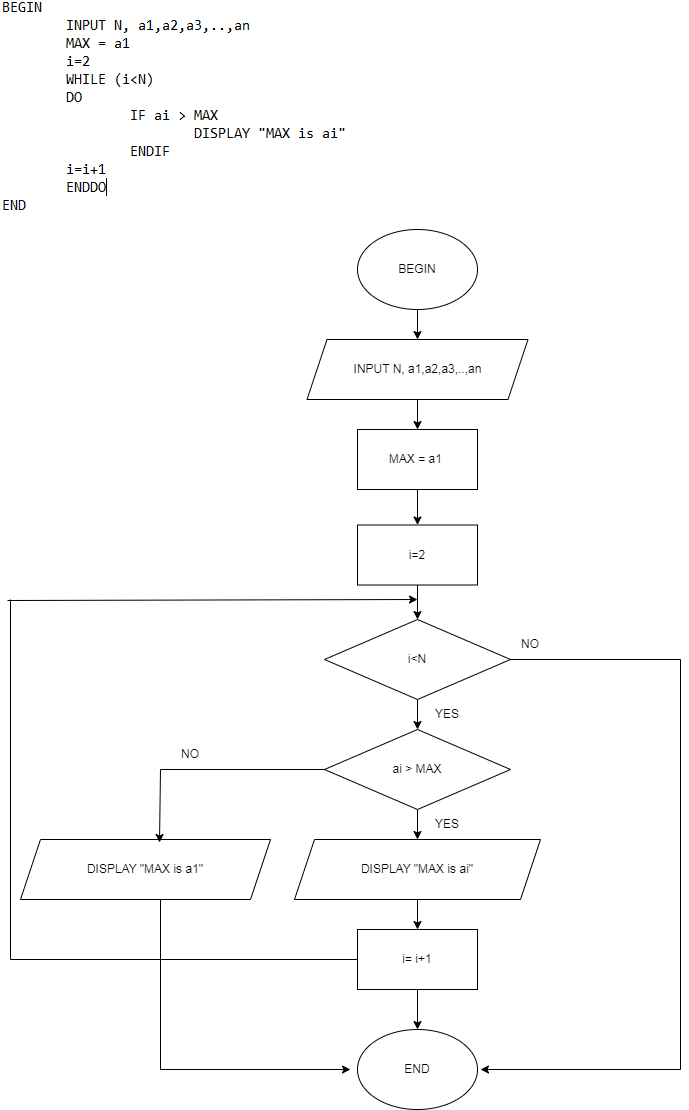 BEGIN
INPUT N, a1,a2,a3,..,an
MAX = a1
i=2
WHILE (i<N)
DO
IF ai > MAX
DISPLAY "MAX is ai"
ENDIF
i=i+1
ENDDO
END
BEGIN
INPUT N, a1,a2,a3,..,an
MAX = a1
i=2
i<N
NO
YES
ai > MAX
NO
YES
DISPLAY "MAX is a1"
DISPLAY "MAX is ai"
i= i+1
END